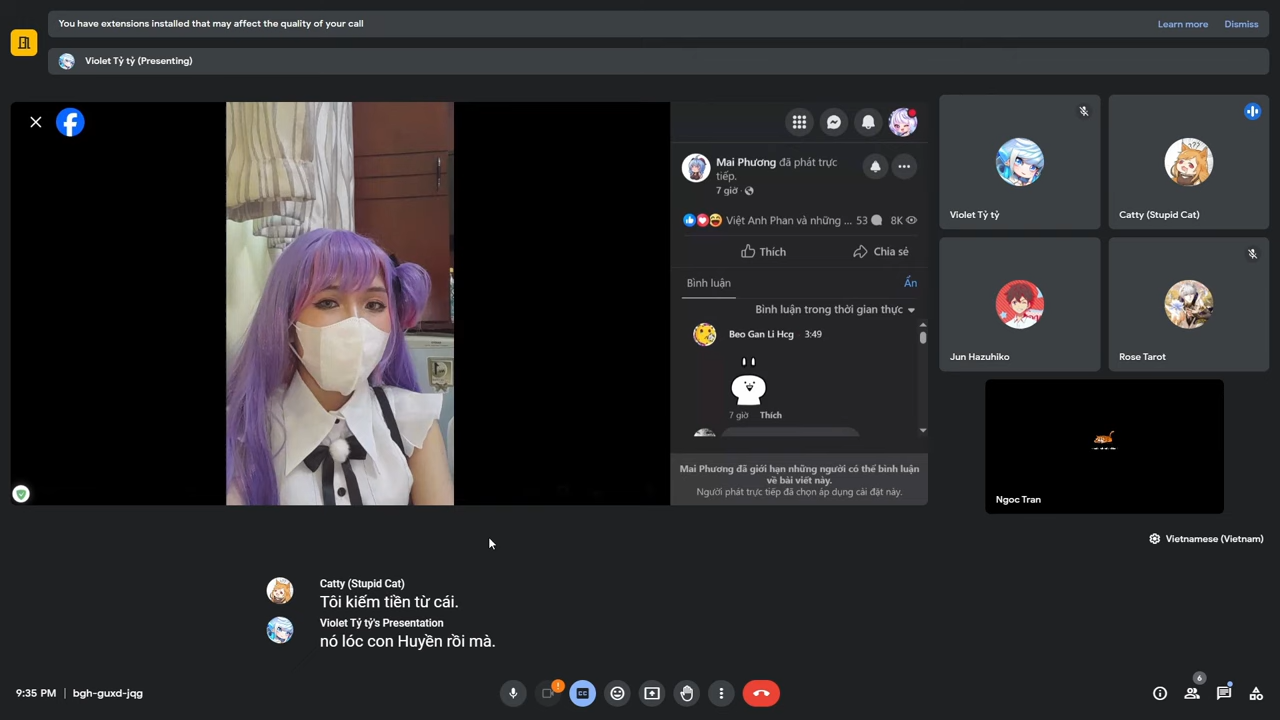 You have extensions installed that may affect the quality of your call
Learn more
Dismiss
Violet Tỷ tỷ (Presenting)
Mai Phương đã phát trực
tiếp.
7 giờ
Việt Anh Phan và những ... 53 8K
Thích
Chia sẻ
Bình luận
Ẩn
Bình luận trong thời gian thực
Beo Gan Li Hcg 3:49
7 giờ Thích
Mai Phương đã giới hạn những người có thể bình luận
về bài viết này.
Người phát trực tiếp đã chọn áp dụng cài đặt này.
Violet Tỷ tỷ
???
Catty (Stupid Cat)
Jun Hazuhiko
Rose Tarot
Ngoc Tran
Vietnamese (Vietnam)
Catty (Stupid Cat)
Tôi kiếm tiền từ cái.
Violet Tỷ tỷ's Presentation
nó lóc con Huyền rồi mà.
9:35 PM | bgh-guxd-jqg
!
CC
6